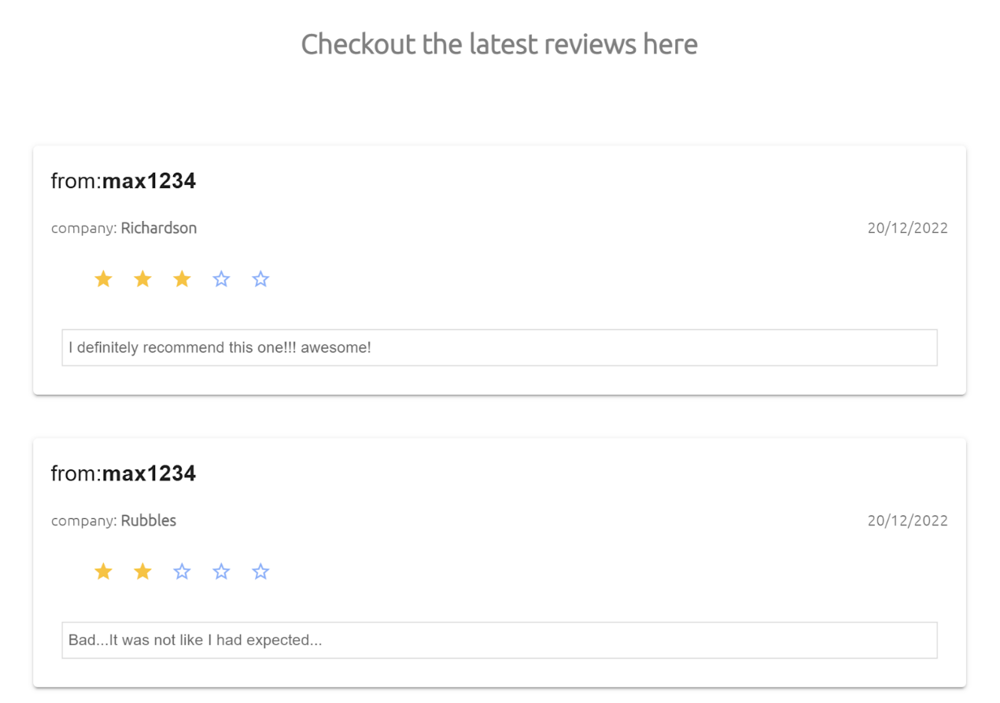 Checkout the latest reviews here
from:max1234
company: Richardson 20/12/2022
I definitely recommend this one!!! awesome!
from:max1234
company: Rubbles 20/12/2022
Bad...It was not like I had expected...